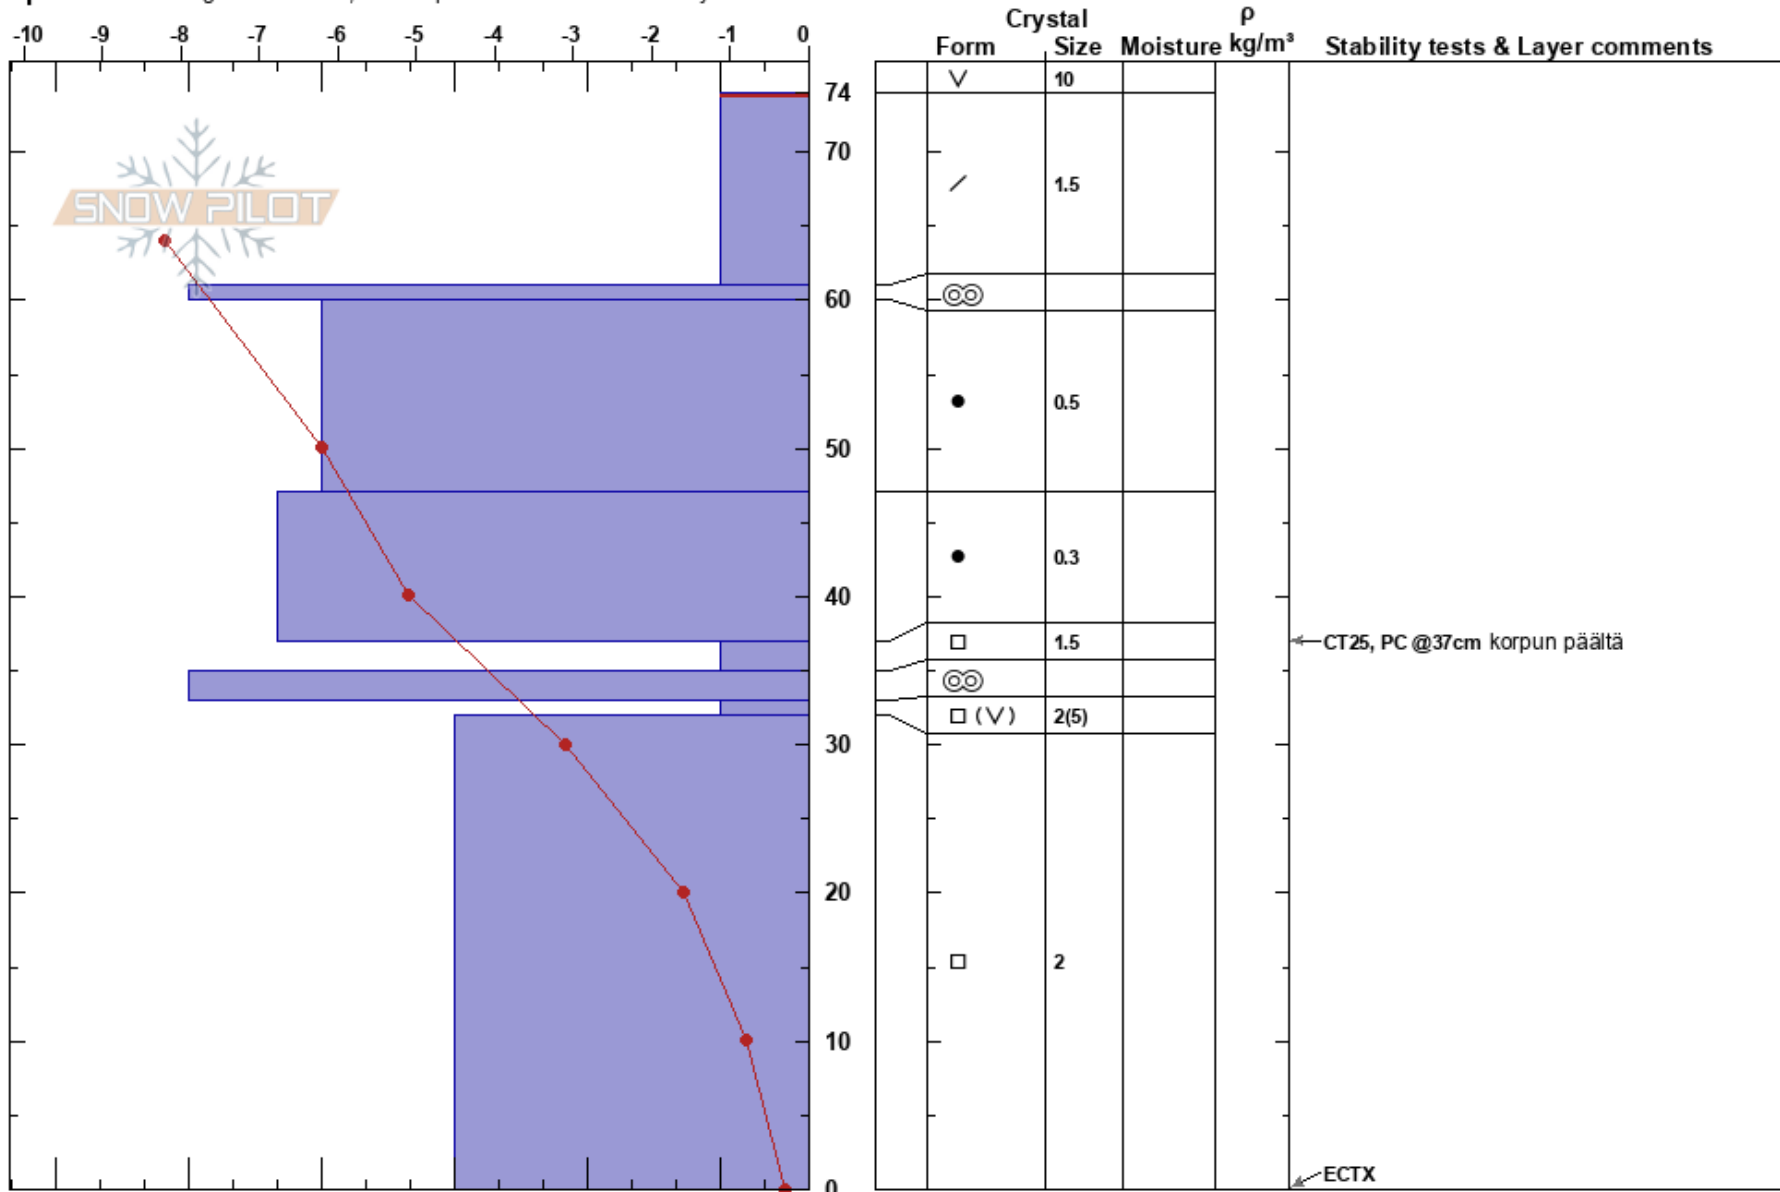 -10 -9 -8 -7 -6 -5 -4 -3 -2 -1 0
Crystal
Form Size Moisture ρ kg/m³ Stability tests & Layer comments
74 10
70
1.5
60
0.5
50
0.3
40
1.5 CT25, PC @37cm korpun päältä
2(5)
30
20
2
10
ECTX
0
SNOW PILOT